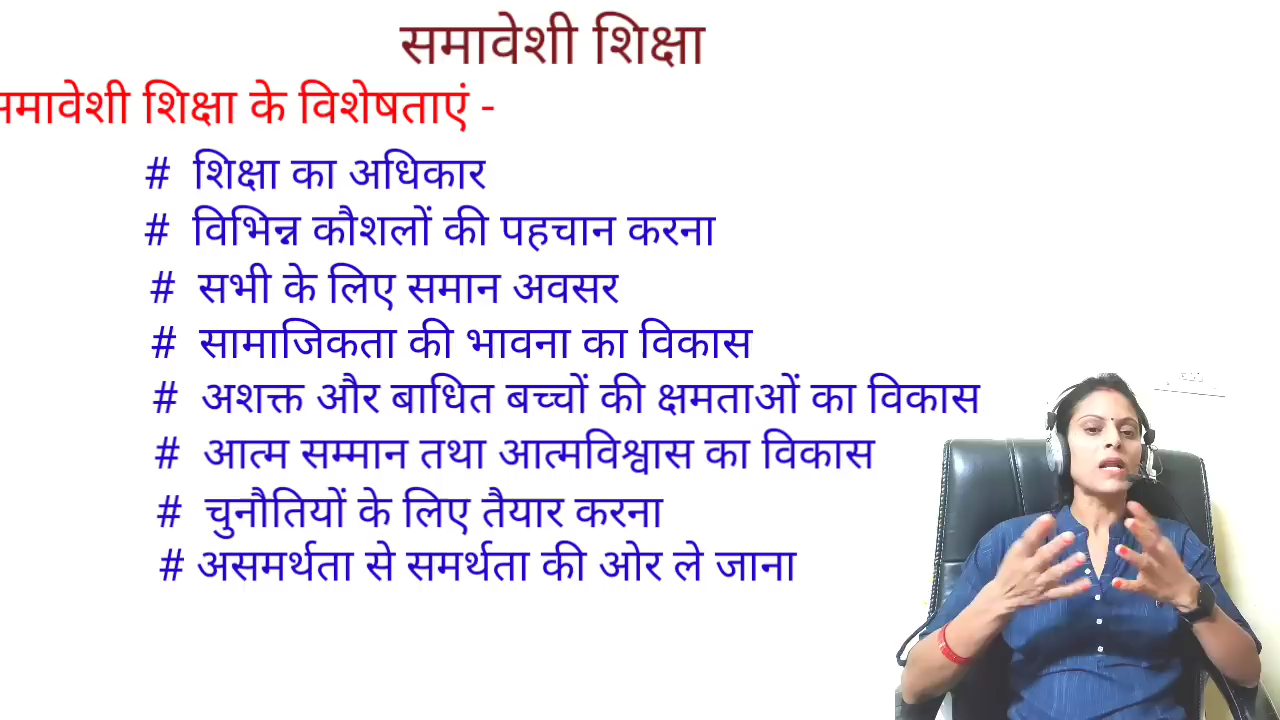 समावेशी शिक्षा
समावेशी शिक्षा के विशेषताएं -
# शिक्षा का अधिकार
# विभिन्न कौशलों की पहचान करना
# सभी के लिए समान अवसर
# सामाजिकता की भावना का विकास
# अशक्त और बाधित बच्चों की क्षमताओं का विकास
# आत्म सम्मान तथा आत्मविश्वास का विकास
# चुनौतियों के लिए तैयार करना
# असमर्थता से समर्थता की ओर ले जाना